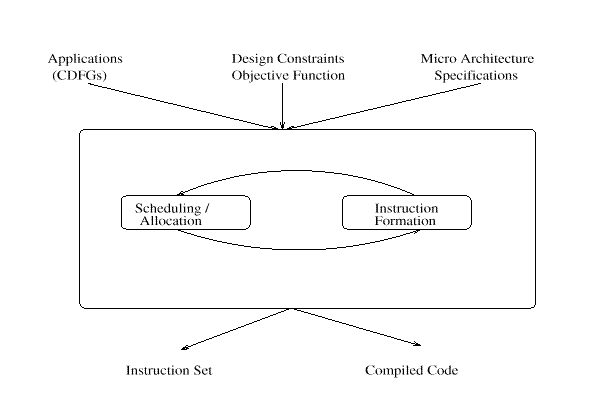 Applications
(CDFGs)
Design Constraints
Objective Function
Micro Architecture
Specifications
Scheduling /
Allocation
Instruction
Formation
Instruction Set
Compiled Code